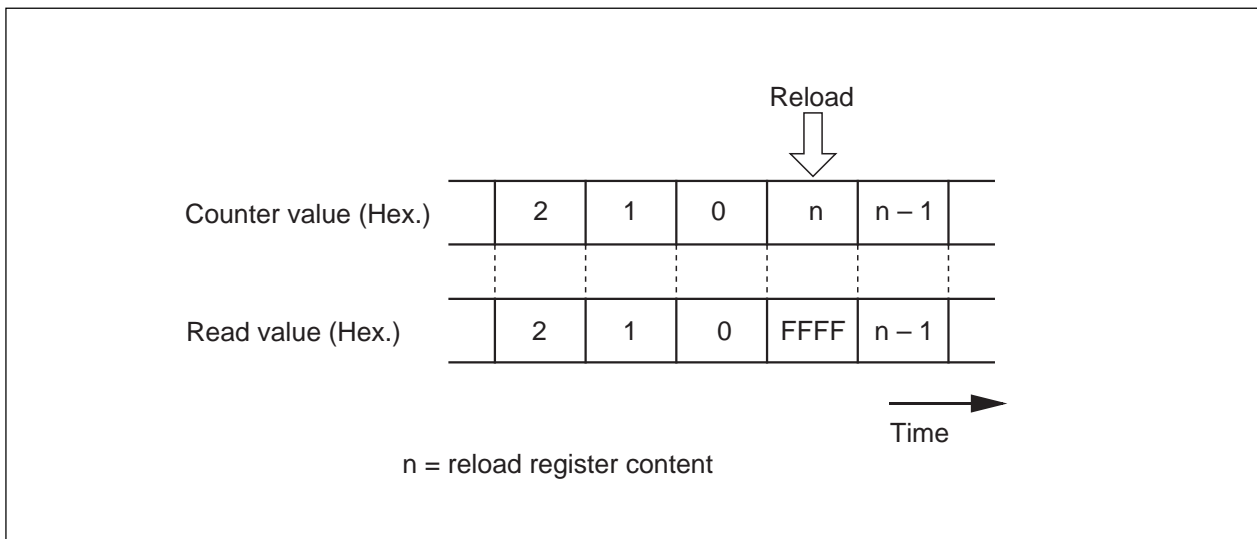 Reload
Counter value (Hex.) 2 1 0 n n – 1
Read value (Hex.) 2 1 0 FFFF n – 1
Time
n = reload register content